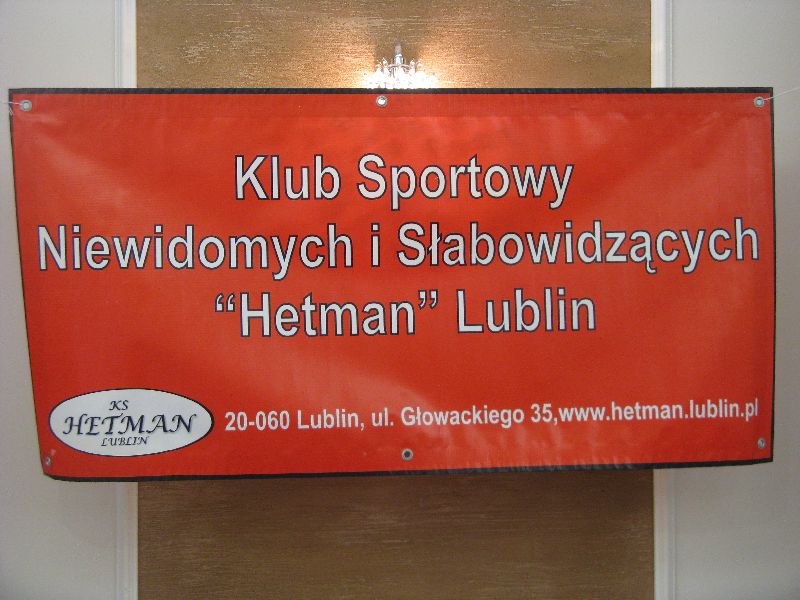 Klub Sportowy
Niewidomych i Słabowidzących
“Hetman” Lublin
KS
HETMAN
LUBLIN
20-060 Lublin, ul. Głowackiego 35,www.hetman.lublin.pl